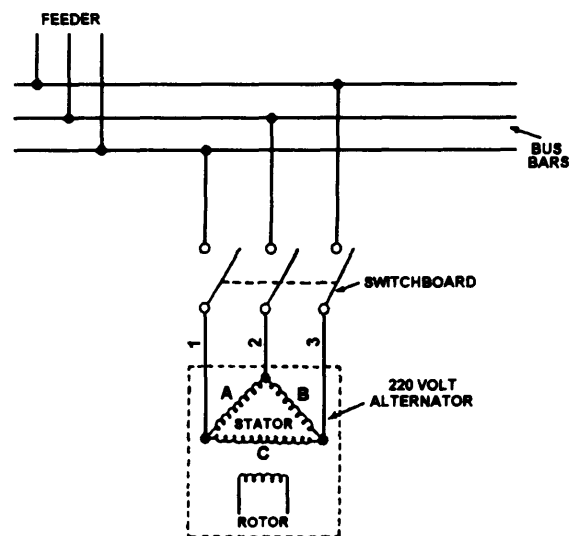 FEEDER
BUS
BARS
SWITCHBOARD
1
2
3
220 VOLT
ALTERNATOR
A
B
STATOR
C
ROTOR